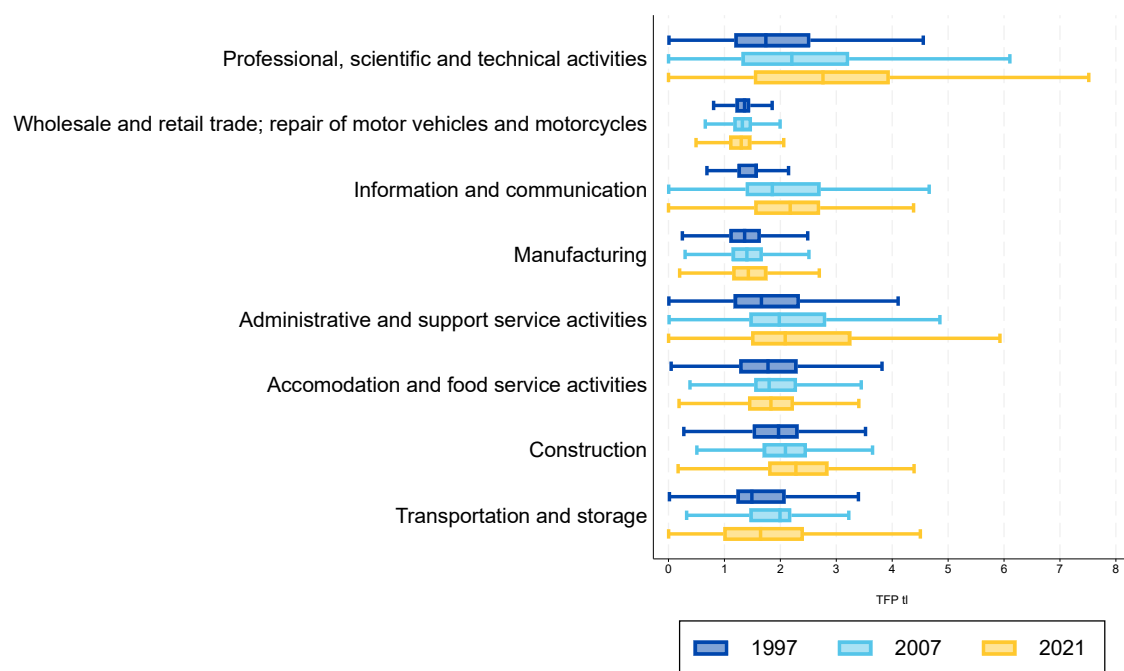 Professional, scientific and technical activities
Wholesale and retail trade; repair of motor vehicles and motorcycles
Information and communication
Manufacturing
Administrative and support service activities
Accomodation and food service activities
Construction
Transportation and storage
0 1 2 3 4 5 6 7 8
TFP tl
1997 2007 2021